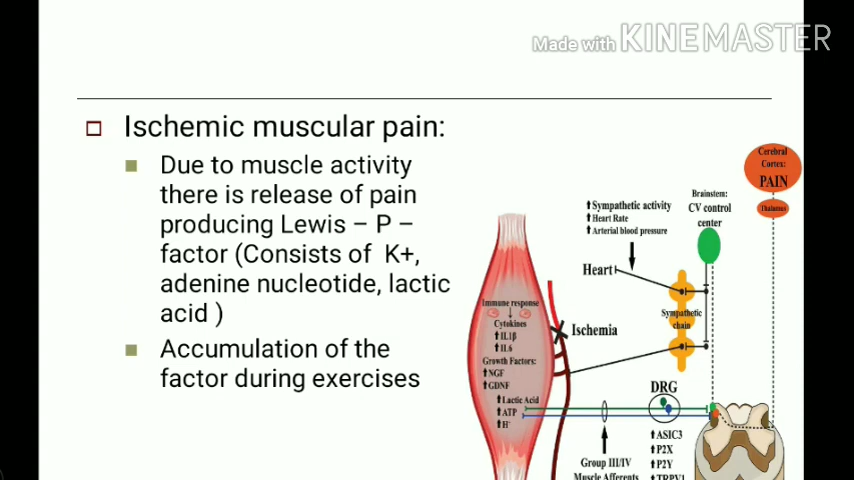 Made with KINEMASTER
Ischemic muscular pain:
Due to muscle activity
there is release of pain
producing Lewis – P –
factor (Consists of K+,
adenine nucleotide, lactic
acid )
Accumulation of the
factor during exercises
Cerebral
Cortex:
PAIN
Thalamus
Brainstem:
CV control
center
⬆Sympathetic activity
⬆Heart Rate
⬆Arterial blood pressure
Heart
Sympathetic
chain
Ischemia
Immune response
Cytokines
⬆IL1β
⬆IL6
Growth Factors:
⬆NGF
⬆GDNF
⬆Lactic Acid
⬆ATP
⬆H+
DRG
⬆ASIC3
⬆P2X
⬆P2Y
⬆TRPV1
Group III/IV
Muscle Afferents